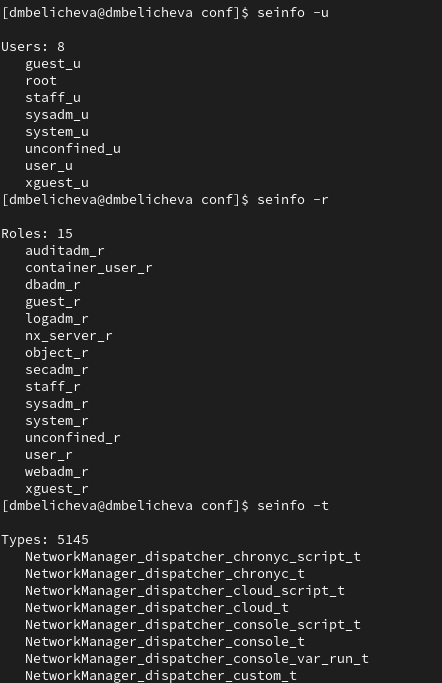 [dmbelicheva@dmbelicheva conf]$ seinfo -u
Users: 8
guest_u
root
staff_u
sysadm_u
system_u
unconfined_u
user_u
xguest_u
[dmbelicheva@dmbelicheva conf]$ seinfo -r
Roles: 15
auditadm_r
container_user_r
dbadm_r
guest_r
logadm_r
nx_server_r
object_r
secadm_r
staff_r
sysadm_r
system_r
unconfined_r
user_r
webadm_r
xguest_r
[dmbelicheva@dmbelicheva conf]$ seinfo -t
Types: 5145
NetworkManager_dispatcher_chronyc_script_t
NetworkManager_dispatcher_chronyc_t
NetworkManager_dispatcher_cloud_script_t
NetworkManager_dispatcher_cloud_t
NetworkManager_dispatcher_console_script_t
NetworkManager_dispatcher_console_t
NetworkManager_dispatcher_console_var_run_t
NetworkManager_dispatcher_custom_t